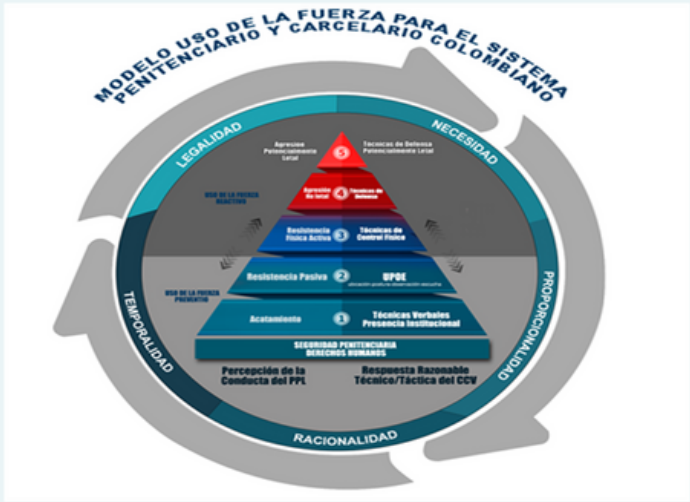 MODELO USO DE LA FUERZA PARA EL SISTEMA
PENITENCIARIO Y CARCELARIO COLOMBIANO
LEGALIDAD
NECESIDAD
Agresión
Potencialmente
Letal
5
Técnicas de Defensa
Potencialmente Letal
USO DE LA FUERZA
REACTIVO
Agresión
No letal
4
Técnicas de
Defensa
Resistencia
Física Activa
3
Técnicas de
Control Físico
Resistencia Pasiva
2
UPOE
USO DE LA FUERZA
PREVENTIVO
Acatamiento
1
Técnicas Verbales
Presencia Institucional
SEGURIDAD PENITENCIARIA
DERECHOS HUMANOS
Percepción de la
Conducta del PPL
Respuesta Razonable
Técnico/Táctica del CCV
TEMPORALIDAD
PROPORCIONALIDAD
RACIONALIDAD